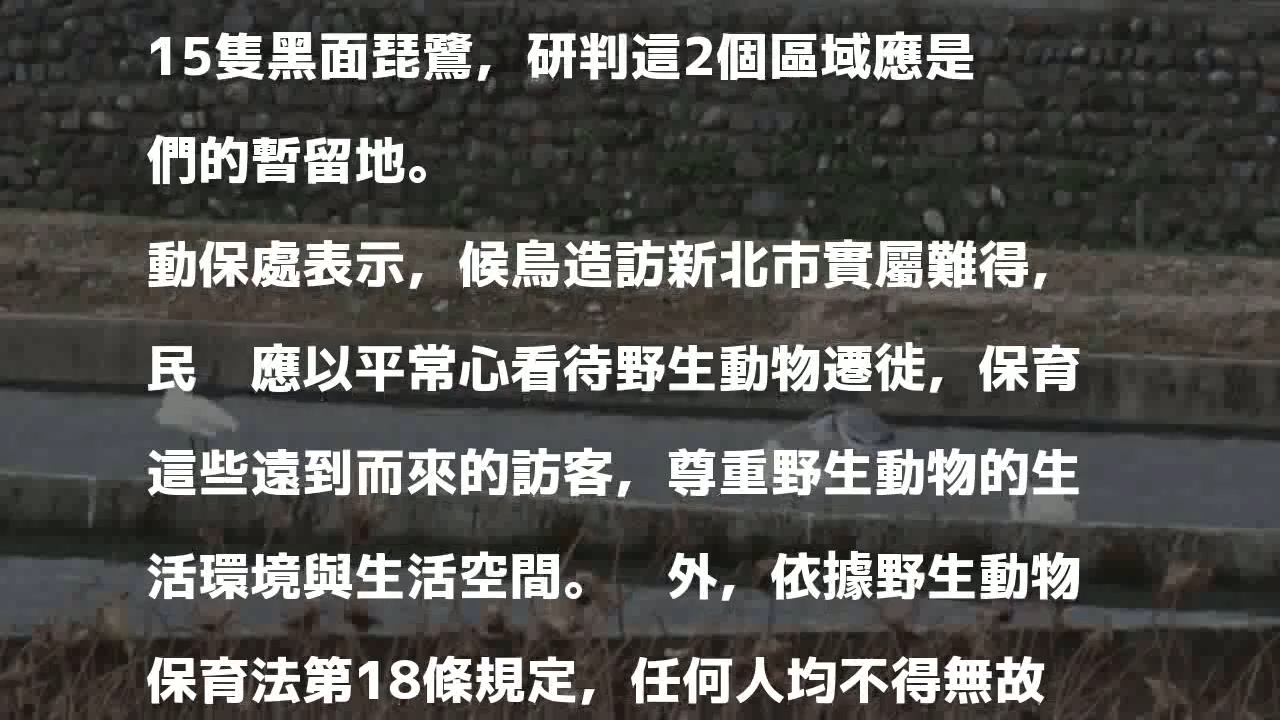 15隻黑面琵鷺，研判這2個區域應是
們的暫留地。
動保處表示，候鳥造訪新北市實屬難得，
民　應以平常心看待野生動物遷徙，保育
這些遠到而來的訪客，尊重野生動物的生
活環境與生活空間。　外，依據野生動物
保育法第18條規定，任何人均不得無故